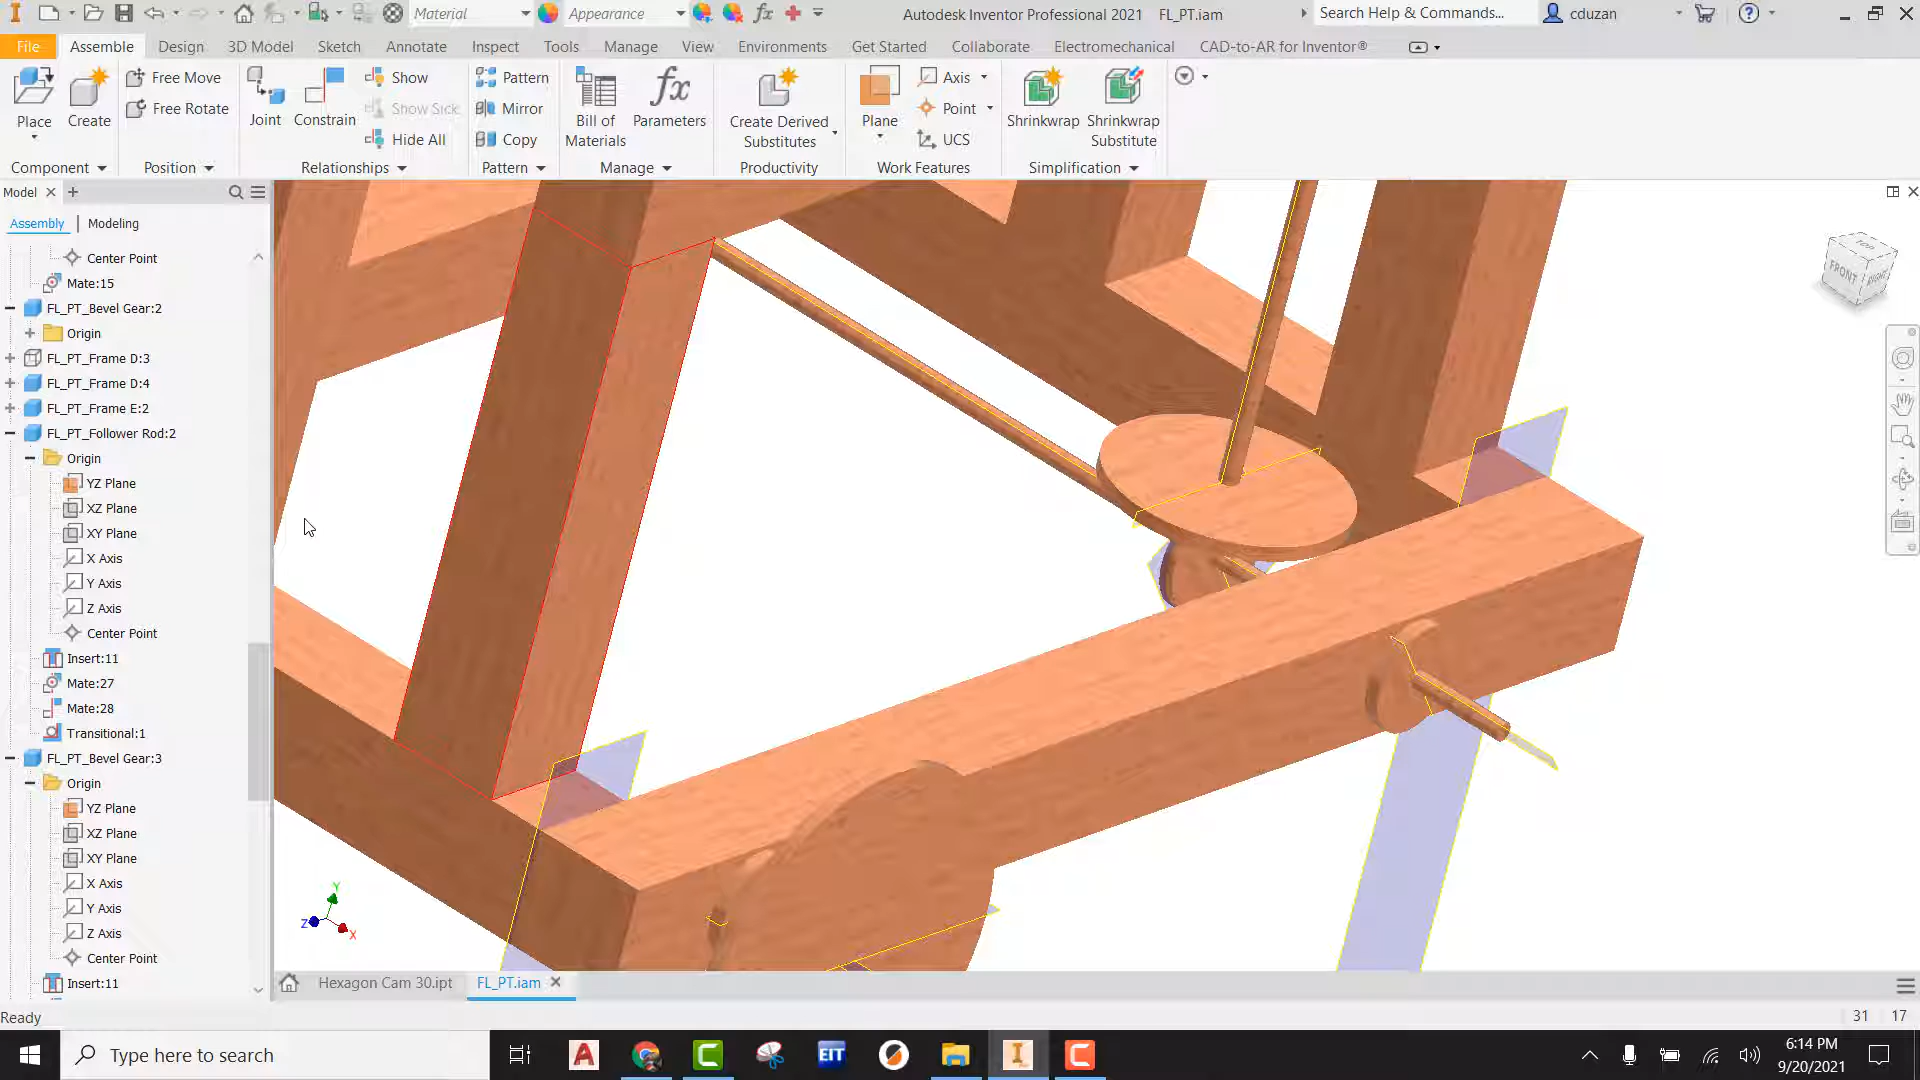 Material
Appearance
fx
Autodesk Inventor Professional 2021 FL_PT.iam
Search Help & Commands...
cduzan
File Assemble Design 3D Model Sketch Annotate Inspect Tools Manage View Environments Get Started Collaborate Electromechanical CAD-to-AR for Inventor®
Place
Create
Free Move
Free Rotate
Joint
Constrain
Show
Show Sick
Hide All
Pattern
Mirror
Copy
Bill of
Materials
fx
Parameters
Create Derived
Substitutes
Plane
Axis
Point
UCS
Shrinkwrap
Shrinkwrap
Substitute
Component Position Relationships Pattern Manage Productivity Work Features Simplification
Model
Assembly Modeling
Center Point
Mate:15
FL_PT_Bevel Gear:2
Origin
FL_PT_Frame D:3
FL_PT_Frame D:4
FL_PT_Frame E:2
FL_PT_Follower Rod:2
Origin
YZ Plane
XZ Plane
XY Plane
X Axis
Y Axis
Z Axis
Center Point
Insert:11
Mate:27
Mate:28
Transitional:1
FL_PT_Bevel Gear:3
Origin
YZ Plane
XZ Plane
XY Plane
X Axis
Y Axis
Z Axis
Center Point
Insert:11
TOP
FRONT
RIGHT
Y
Z
X
Hexagon Cam 30.ipt FL_PT.iam
Ready
31 17
Type here to search
EIT
6:14 PM
9/20/2021